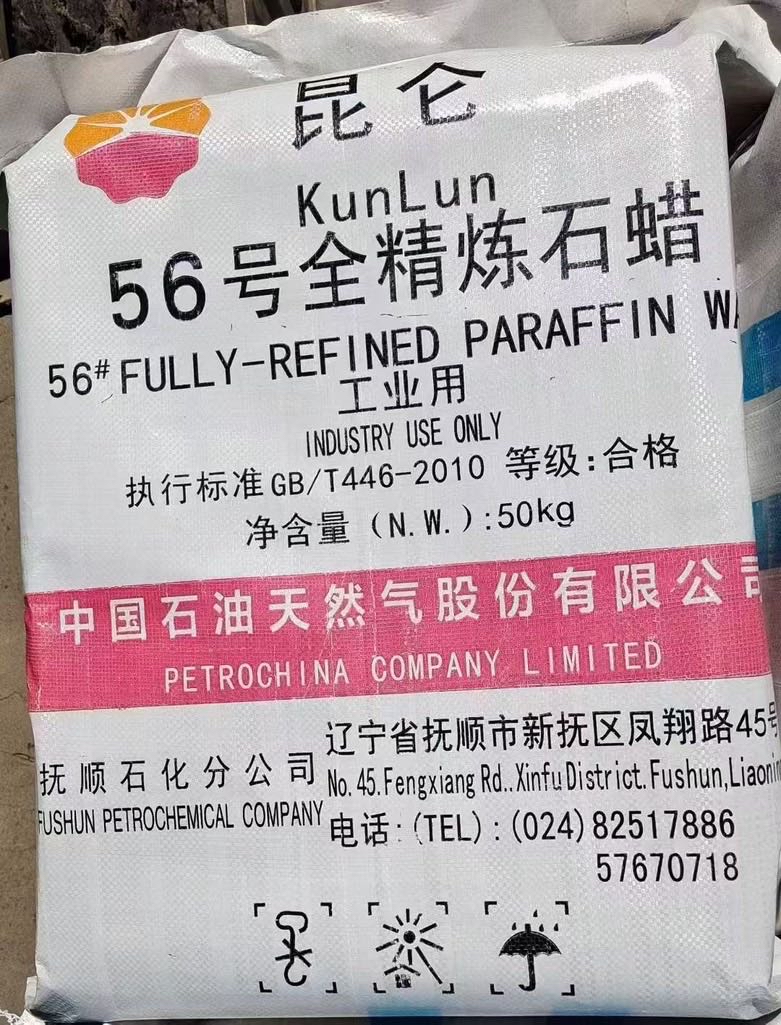 昆仑
KunLun
56号全精炼石蜡
56# FULLY-REFINED PARAFFIN
工业用
INDUSTRY USE ONLY
执行标准GB/T446-2010 等级:合格
净含量(N.W.):50kg
中国石油天然气股份有限公司
PETROCHINA COMPANY LIMITED
抚顺石化分公司
FUSHUN PETROCHEMICAL COMPANY
辽宁省抚顺市新抚区凤翔路45号
No.45.Fengxiang Rd..Xinfu District.Fushun,
电话:(TEL):(024)82517886
57670718